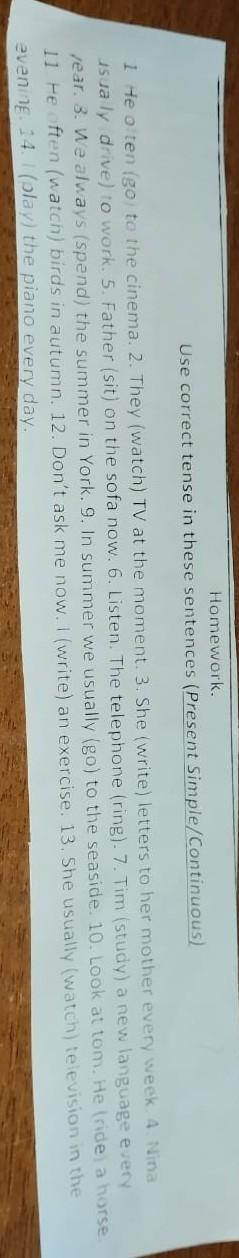 Homework.
Use correct tense in these sentences (Present Simple/Continuous)
1 He often (go) to the cinema. 2. They (watch) TV at the moment. 3. She (write) letters to her mother every week. 4 Nina
usually drive) to work. 5. Father (sit) on the sofa now. 6. Listen. The telephone (ring). 7. Tim (study) a new language every
year. 8. We always (spend) the summer in York. 9. In summer we usually (go) to the seaside. 10. Look at tom. He (ride) a horse.
11 He often (watch) birds in autumn. 12. Don't ask me now. I (write) an exercise. 13. She usually (watch) television in the
evening. 14. I (play) the piano every day.